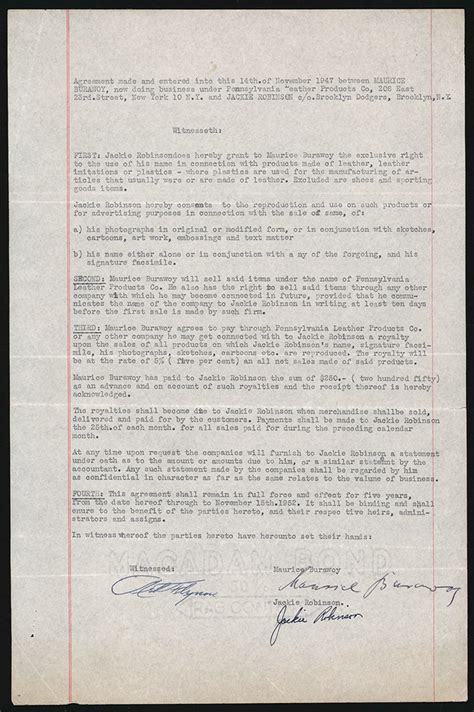 Agreement made and entered into this 14th.of November 1947 between MAURICE
BURAWOY, now doing business under Pennsylvania Leather Products Co, 206 East
23rd.Street, New York 10 N.Y. and JACKIE ROBINSON c/o.Brooklyn Dodgers, Brooklyn,N.Y.
Witnesseth:
FIRST: Jackie Robinsondoes hereby grant to Maurice Burawoy the exclusive right
to the use of his name in connection with products made of leather, leather
imitations or plastics - where plastics are used for the manufacturing of ar-
ticles that usually were or are made of leather. Excluded are shoes and sporting
goods items.
Jackie Robinson hereby consents to the reproduction and use on such products or
for advertising purposes in connection with the sale of same, of:
a) his photographs in original or modified form, or in conjunction with sketches,
cartoons, art work, embossings and text matter
b) his name either alone or in conjunction with a my of the forgoing, and his
signature facsimile.
SECOND: Maurice Burawoy will sell said items under the name of Pennsylvania
Leather Products Co. He also has the right to sell said items through any other
company with which he may become connected in future, provided that he commu-
nicates the name of the company to Jackie Robinson in writing at least ten days
before the first sale is made by such firm.
THIRD: Maurice Burawoy agrees to pay through Pennsylvania Leather Products Co.
or any other company he may get connected with to Jackie Robinson a royalty
upon the sales of all products on which Jackie Robinson's name, signature facsi-
mile, his photographs, sketches, cartoons etc. are reproduced. The royalty will
be at the rate of 5% ( five per cent) an all net sales made of said products.
Maurice Burawoy has paid to Jackie Robinson the sum of $250.- ( two hundred fifty)
as an advance and on account of such royalties and the receipt thereof is hereby
acknowledged.
The royalties shall become due to Jackie Robinson when merchandise shallbe sold,
delivered and paid for by the customers. Payments shall be made to Jackie Robinson
the 25th.of each month. for all sales paid for during the preceding calendar
month.
At any time upon request the companies will furnish to Jackie Robinson a statement
under oath as to the amount or amounts due to him, or a similar statemnt by the
accountant. Any such statement made by the companies shall be regarded by him
as confidential in character as far as the same relates to the value of business.
FOURTH: This agreement shall remain in full force and effect for five years,
from the date hereof through to November 15th.1952. It shall be binding and shall
enure to the benefit of the parties hereto, and their respective heirs, admini-
strators and assigns.
In witness whereof the parties hereto have hereunto set their hands:
Witnessed: Maurice Burawoy
Maurice Burawoy
Jackie Robinson.
Jackie Robinson